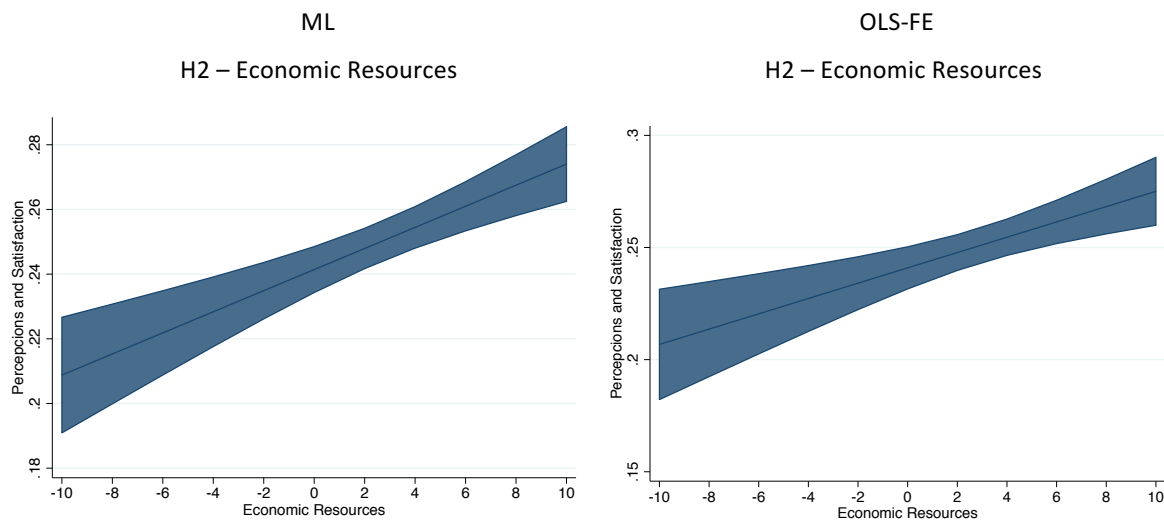 ML
H2 – Economic Resources
Percepcions and Satisfaction
.28
.26
.24
.22
.2
.18
-10 -8 -6 -4 -2 0 2 4 6 8 10
Economic Resources
OLS-FE
H2 – Economic Resources
Percepcions and Satisfaction
.3
.25
.2
.15
-10 -8 -6 -4 -2 0 2 4 6 8 10
Economic Resources